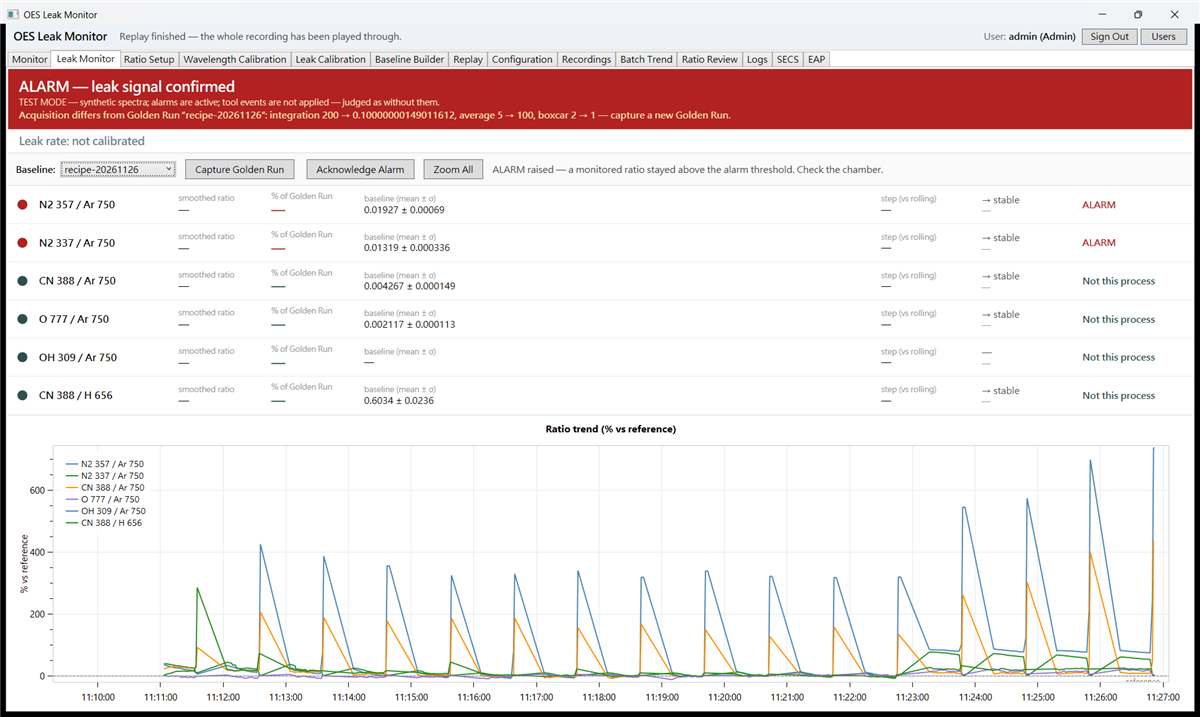 OES Leak Monitor
OES Leak Monitor Replay finished — the whole recording has been played through. User: admin (Admin) Sign Out Users
Monitor Leak Monitor Ratio Setup Wavelength Calibration Leak Calibration Baseline Builder Replay Configuration Recordings Batch Trend Ratio Review Logs SECS EAP
ALARM — leak signal confirmed
TEST MODE — synthetic spectra; alarms are active; tool events are not applied — judged as without them.
Acquisition differs from Golden Run "recipe-20261126": integration 200 → 0.10000000149011612, average 5 → 100, boxcar 2 → 1 — capture a new Golden Run.
Leak rate: not calibrated
Baseline: recipe-20261126 Capture Golden Run Acknowledge Alarm Zoom All ALARM raised — a monitored ratio stayed above the alarm threshold. Check the chamber.
smoothed ratio % of Golden Run baseline (mean ± σ) step (vs rolling) → stable
N2 357 / Ar 750 — — 0.01927 ± 0.00069 — — ALARM
smoothed ratio % of Golden Run baseline (mean ± σ) step (vs rolling) → stable
N2 337 / Ar 750 — — 0.01319 ± 0.000336 — — ALARM
smoothed ratio % of Golden Run baseline (mean ± σ) step (vs rolling) → stable
CN 388 / Ar 750 — — 0.004267 ± 0.000149 — — Not this process
smoothed ratio % of Golden Run baseline (mean ± σ) step (vs rolling) → stable
O 777 / Ar 750 — — 0.002117 ± 0.000113 — — Not this process
smoothed ratio % of Golden Run baseline (mean ± σ) step (vs rolling) —
OH 309 / Ar 750 — — — — — Not this process
smoothed ratio % of Golden Run baseline (mean ± σ) step (vs rolling) → stable
CN 388 / H 656 — — 0.6034 ± 0.0236 — — Not this process
Ratio trend (% vs reference)
N2 357 / Ar 750
N2 337 / Ar 750
CN 388 / Ar 750
O 777 / Ar 750
OH 309 / Ar 750
CN 388 / H 656
% vs reference
600
400
200
0
11:10:00 11:11:00 11:12:00 11:13:00 11:14:00 11:15:00 11:16:00 11:17:00 11:18:00 11:19:00 11:20:00 11:21:00 11:22:00 11:23:00 11:24:00 11:25:00 11:26:00 11:27:00